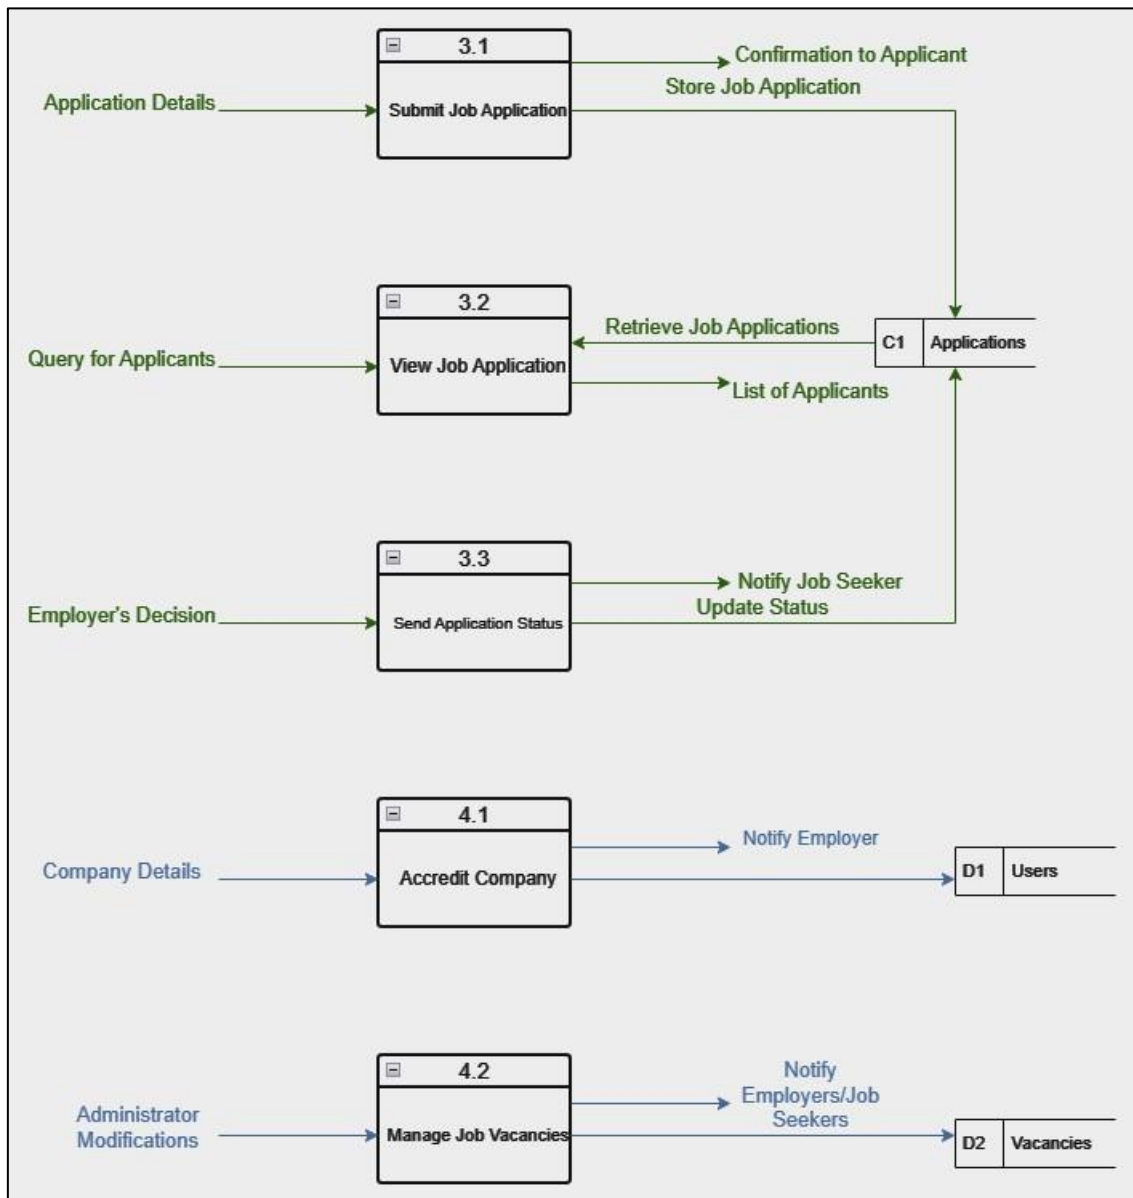 3.1
Confirmation to Applicant
Store Job Application
Application Details
Submit Job Application
3.2
Retrieve Job Applications
C1
Applications
Query for Applicants
View Job Application
List of Applicants
3.3
Notify Job Seeker
Update Status
Employer's Decision
Send Application Status
4.1
Notify Employer
Company Details
Accredit Company
D1
Users
4.2
Notify
Employers/Job
Seekers
Administrator
Modifications
Manage Job Vacancies
D2
Vacancies